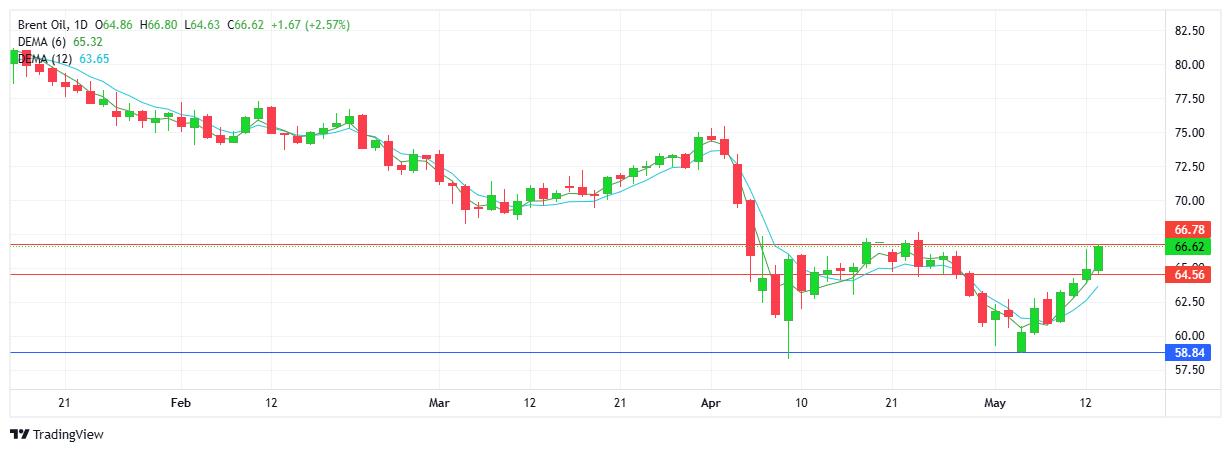 Brent Oil, 1D O64.86 H66.80 L64.63 C66.62 +1.67 (+2.57%)
DEMA (6) 65.32
DEMA (12) 63.65
82.50
80.00
77.50
75.00
72.50
70.00
66.78
66.62
65.00
64.56
62.50
60.00
58.84
57.50
21 Feb 12 Mar 12 21 Apr 10 21 May 12
TradingView